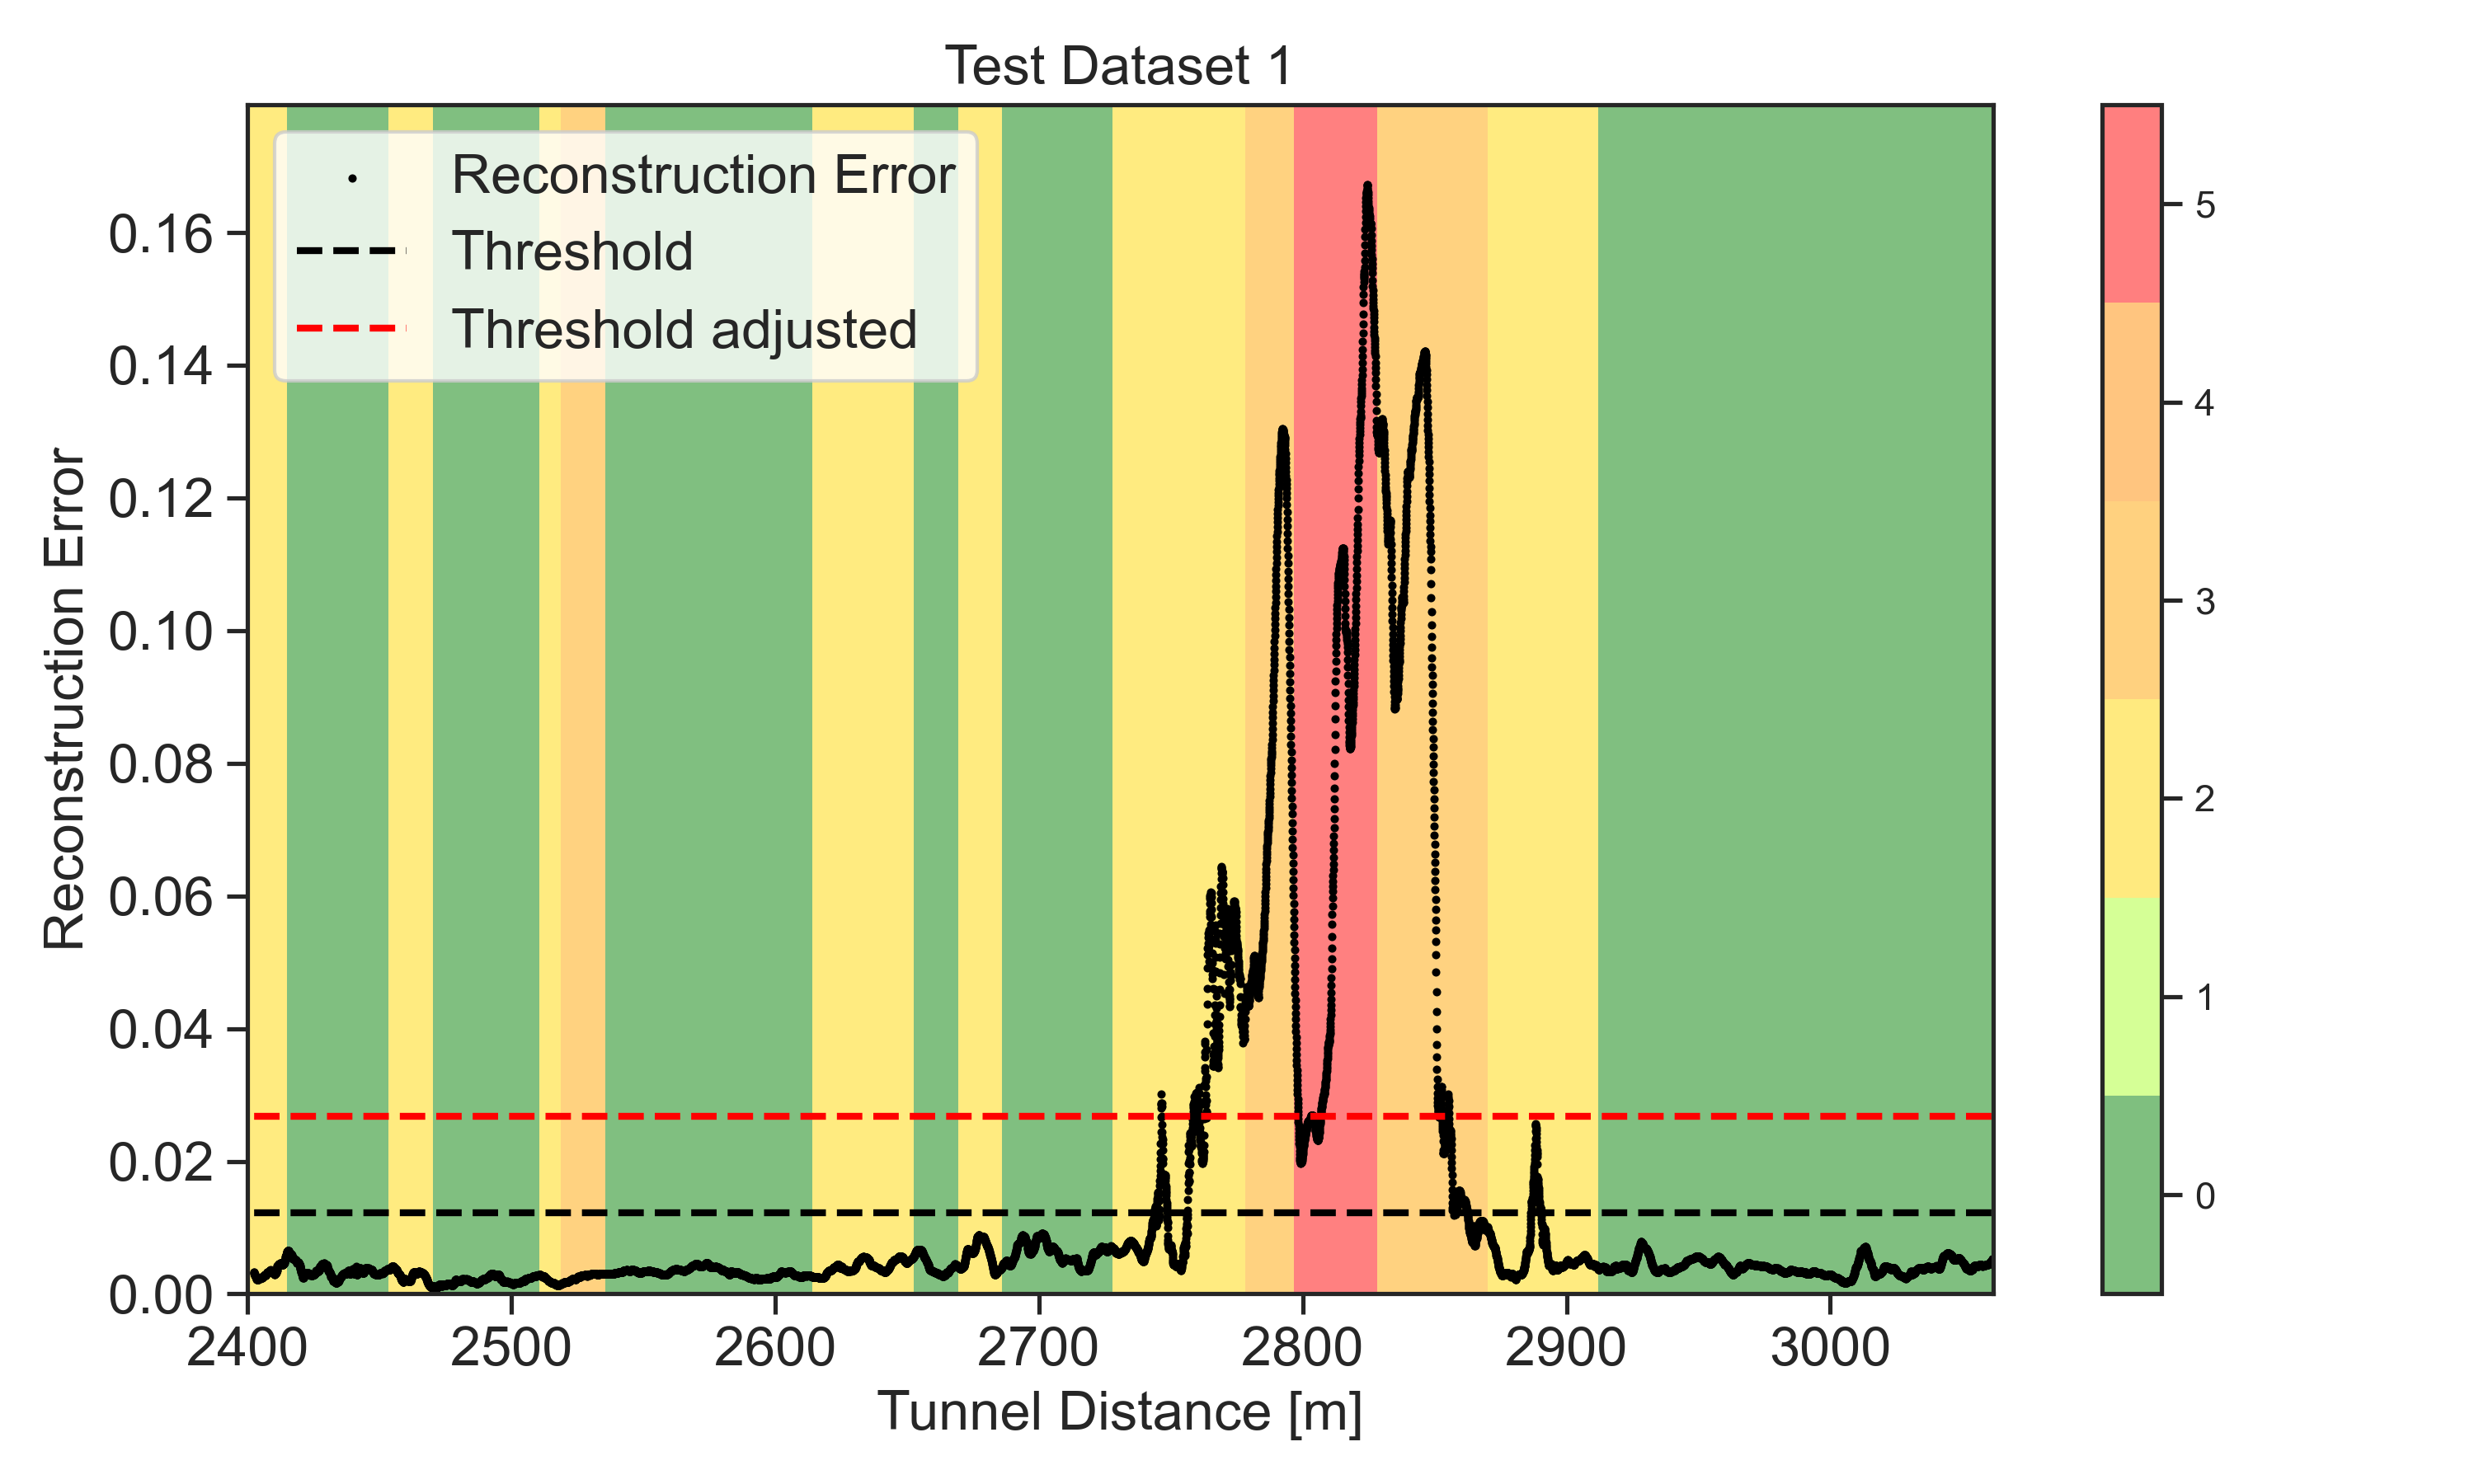 Test Dataset 1
Reconstruction Error
Threshold
Threshold adjusted
Reconstruction Error
0.16
0.14
0.12
0.10
0.08
0.06
0.04
0.02
0.00
2400 2500 2600 2700 2800 2900 3000
Tunnel Distance [m]
5
4
3
2
1
0